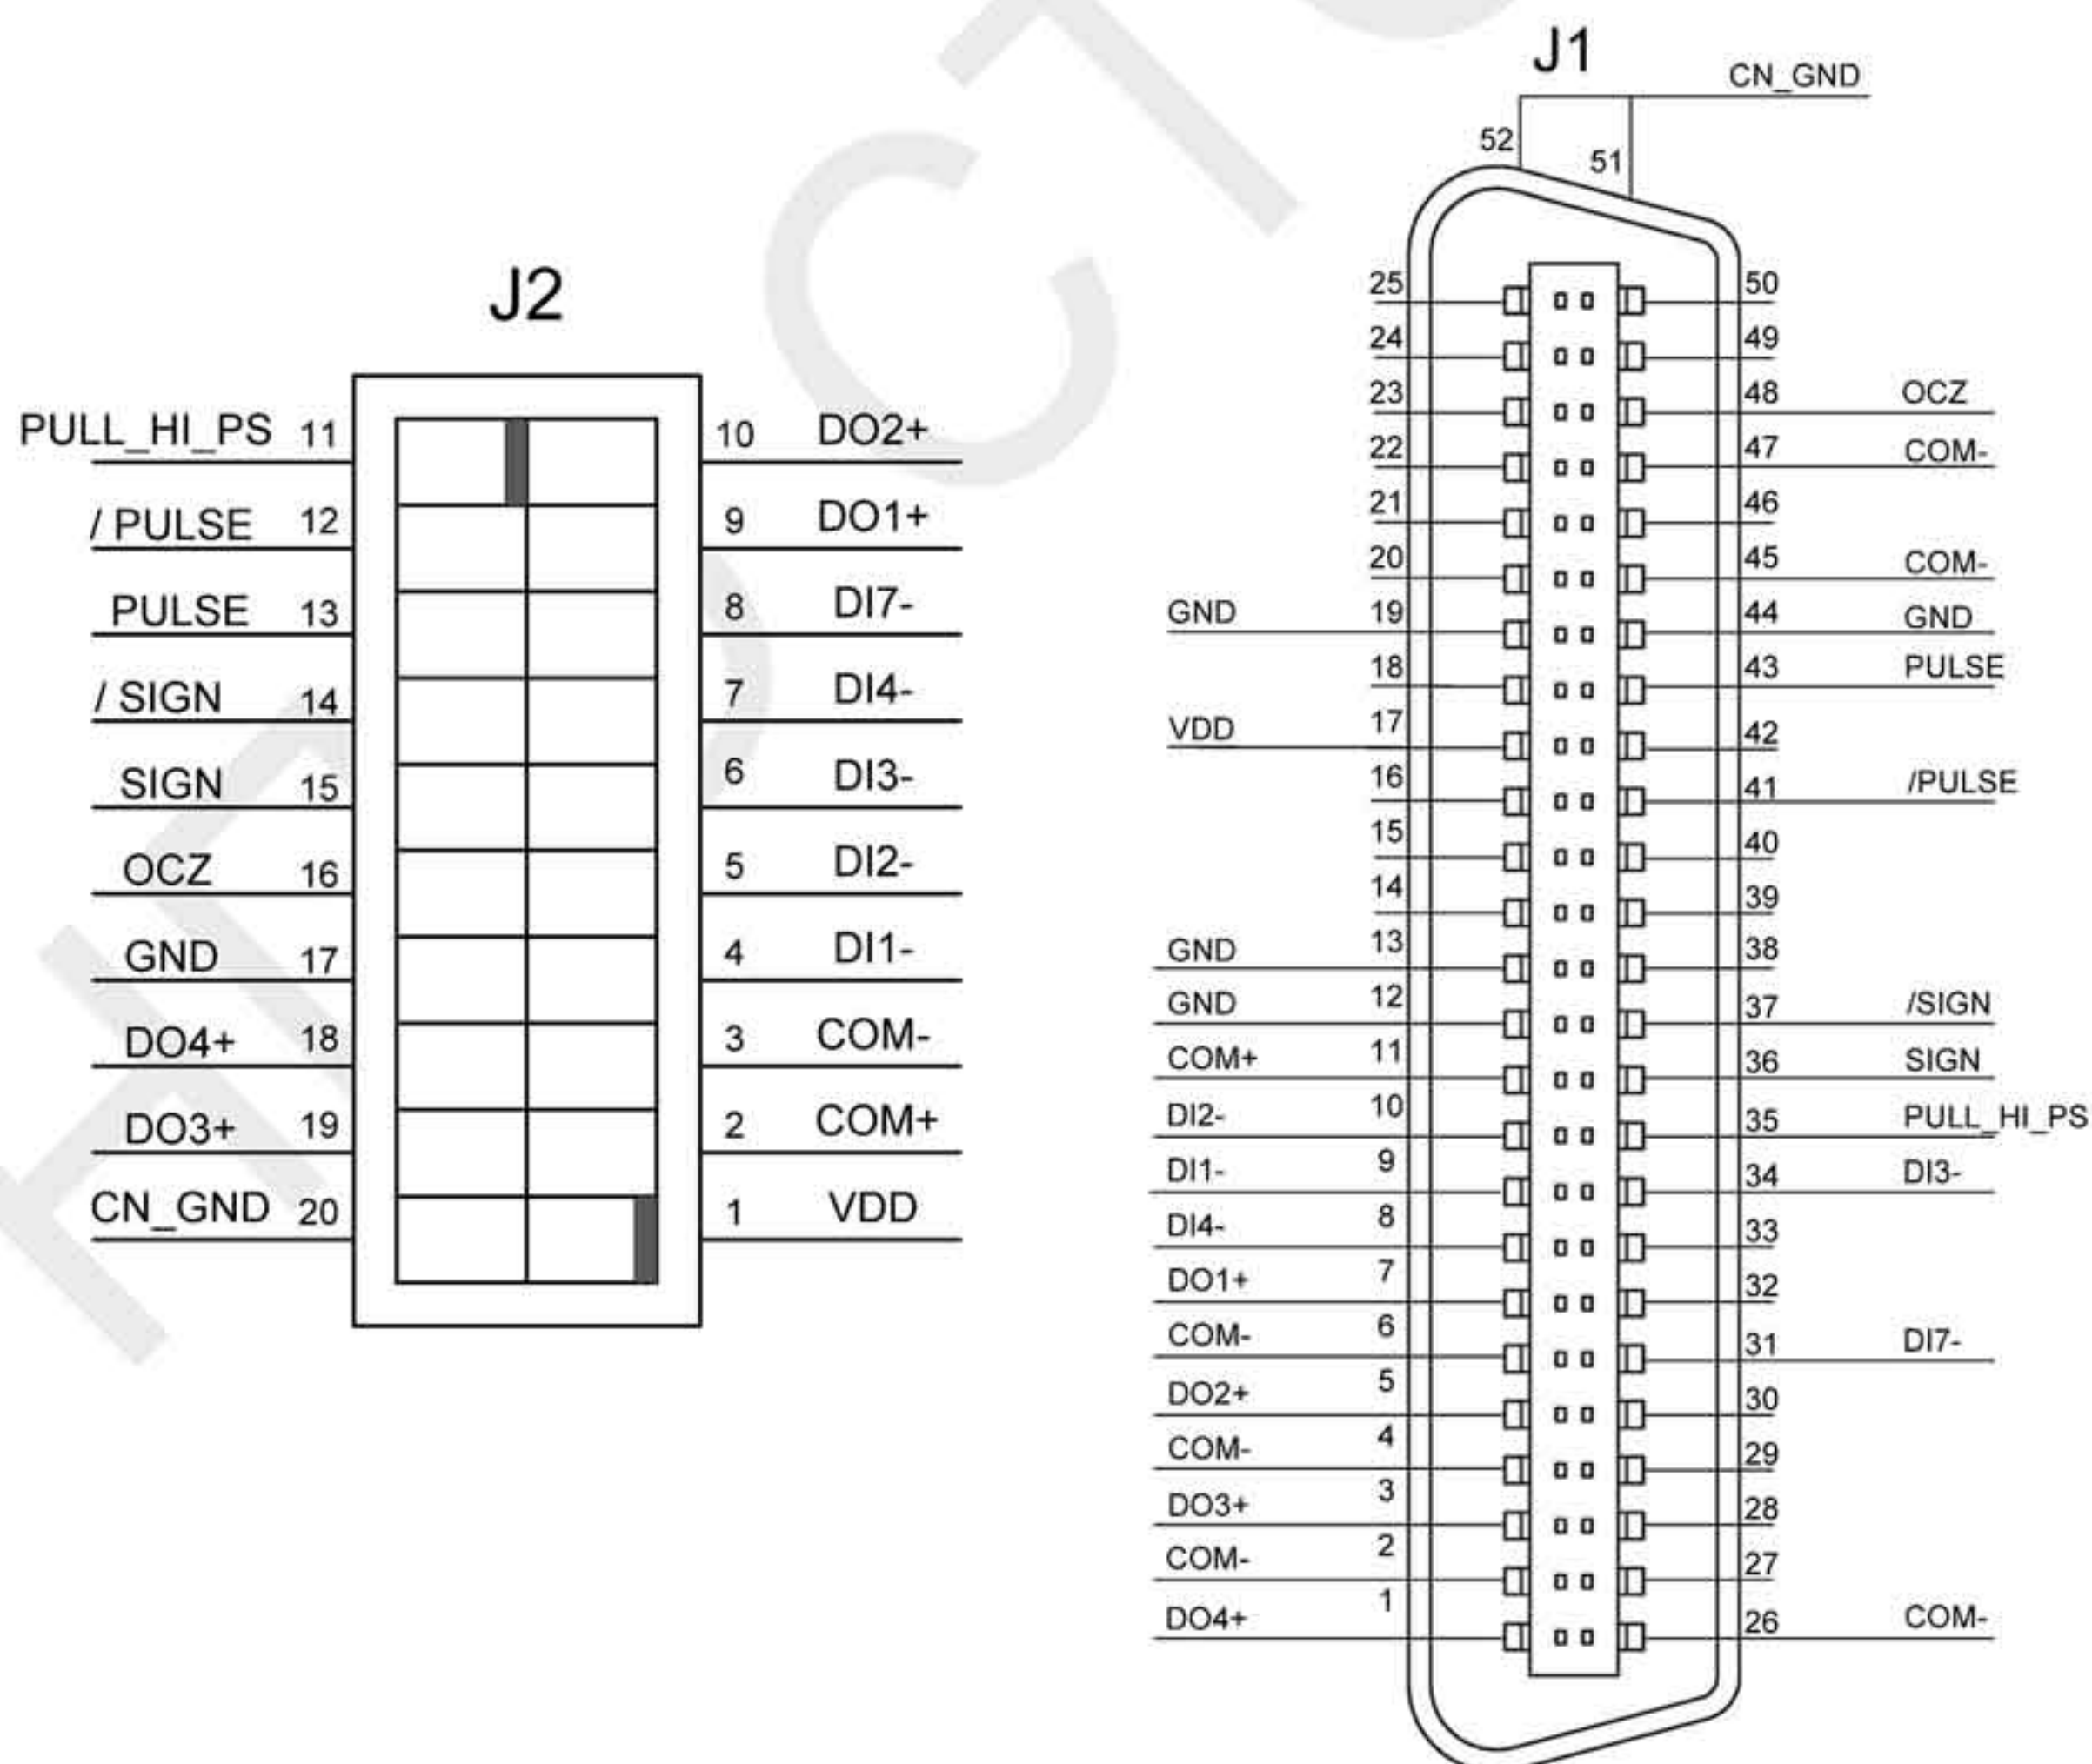 J2
PULL_HI_PS 11
/ PULSE 12
PULSE 13
/ SIGN 14
SIGN 15
OCZ 16
GND 17
DO4+ 18
DO3+ 19
CN_GND 20
10 DO2+
9 DO1+
8 DI7-
7 DI4-
6 DI3-
5 DI2-
4 DI1-
3 COM-
2 COM+
1 VDD
J1
CN_GND
52
51
25
24
23
22
21
20
GND 19
18
VDD 17
16
15
14
GND 13
GND 12
COM+ 11
DI2- 10
DI1- 9
DI4- 8
DO1+ 7
COM- 6
DO2+ 5
COM- 4
DO3+ 3
COM- 2
DO4+ 1
50
49
48 OCZ
47 COM-
46
45 COM-
44 GND
43 PULSE
42
41 /PULSE
40
39
38
37 /SIGN
36 SIGN
35 PULL_HI_PS
34 DI3-
33
32
31 DI7-
30
29
28
27
26 COM-